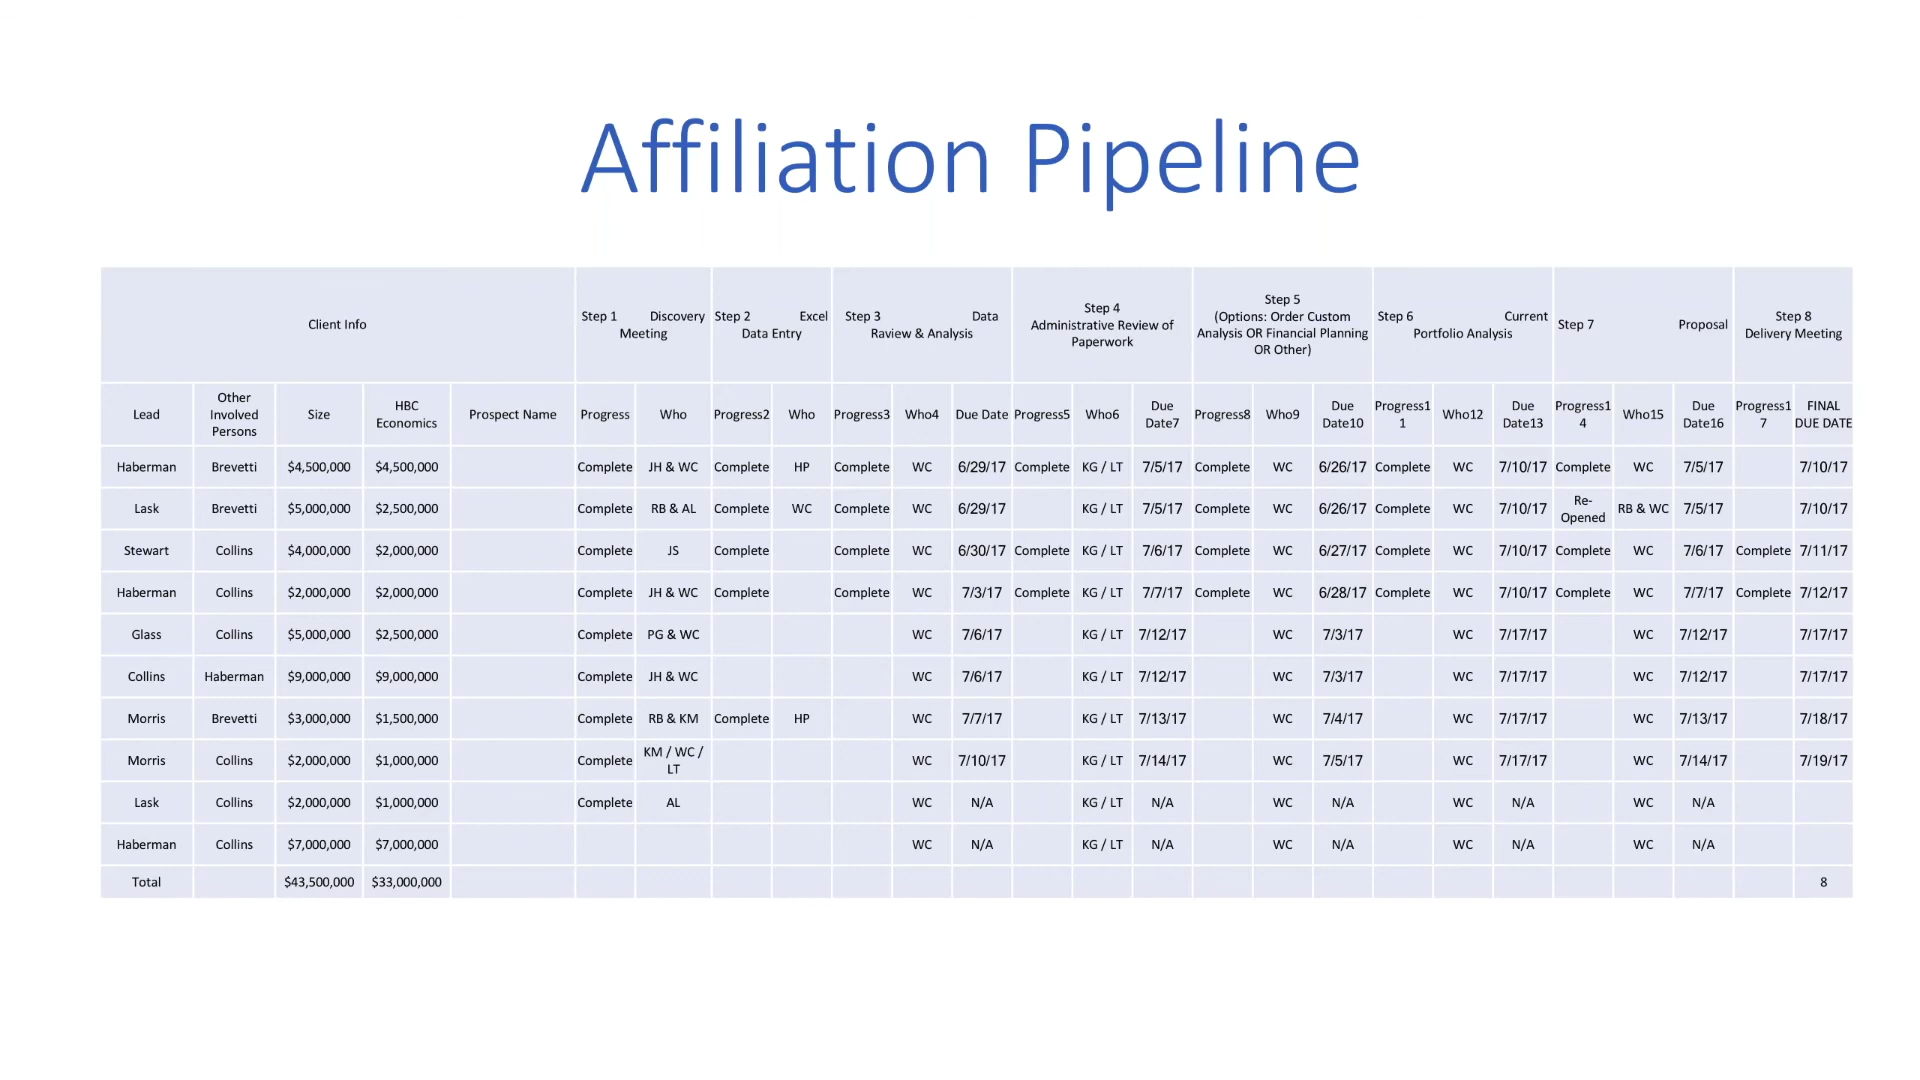 Affiliation Pipeline
Client Info
Step 1 Discovery
Meeting
Step 2 Excel
Data Entry
Step 3 Data
Raview & Analysis
Step 4
Administrative Review of
Paperwork
Step 5
(Options: Order Custom
Analysis OR Financial Planning
OR Other)
Step 6 Current
Portfolio Analysis
Step 7 Proposal
Step 8
Delivery Meeting
Lead
Other
Involved
Persons
Size
HBC
Economics
Prospect Name
Progress
Who
Progress2
Who
Progress3
Who4
Due Date
Progress5
Who6
Due
Date7
Progress8
Who9
Due
Date10
Progress1
1
Who12
Due
Date13
Progress1
4
Who15
Due
Date16
Progress1
7
FINAL
DUE DATE
Haberman Brevetti $4,500,000 $4,500,000 Complete JH & WC Complete HP Complete WC 6/29/17 Complete KG / LT 7/5/17 Complete WC 6/26/17 Complete WC 7/10/17 Complete WC 7/5/17 7/10/17
Lask Brevetti $5,000,000 $2,500,000 Complete RB & AL Complete WC Complete WC 6/29/17 KG / LT 7/5/17 Complete WC 6/26/17 Complete WC 7/10/17 Re-
Opened RB & WC 7/5/17 7/10/17
Stewart Collins $4,000,000 $2,000,000 Complete JS Complete Complete WC 6/30/17 Complete KG / LT 7/6/17 Complete WC 6/27/17 Complete WC 7/10/17 Complete WC 7/6/17 Complete 7/11/17
Haberman Collins $2,000,000 $2,000,000 Complete JH & WC Complete Complete WC 7/3/17 Complete KG / LT 7/7/17 Complete WC 6/28/17 Complete WC 7/10/17 Complete WC 7/7/17 Complete 7/12/17
Glass Collins $5,000,000 $2,500,000 Complete PG & WC WC 7/6/17 KG / LT 7/12/17 WC 7/3/17 WC 7/17/17 WC 7/12/17 7/17/17
Collins Haberman $9,000,000 $9,000,000 Complete JH & WC WC 7/6/17 KG / LT 7/12/17 WC 7/3/17 WC 7/17/17 WC 7/12/17 7/17/17
Morris Brevetti $3,000,000 $1,500,000 Complete RB & KM Complete HP WC 7/7/17 KG / LT 7/13/17 WC 7/4/17 WC 7/17/17 WC 7/13/17 7/18/17
Morris Collins $2,000,000 $1,000,000 Complete KM / WC /
LT WC 7/10/17 KG / LT 7/14/17 WC 7/5/17 WC 7/17/17 WC 7/14/17 7/19/17
Lask Collins $2,000,000 $1,000,000 Complete AL WC N/A KG / LT N/A WC N/A WC N/A WC N/A
Haberman Collins $7,000,000 $7,000,000 WC N/A KG / LT N/A WC N/A WC N/A WC N/A
Total $43,500,000 $33,000,000 8